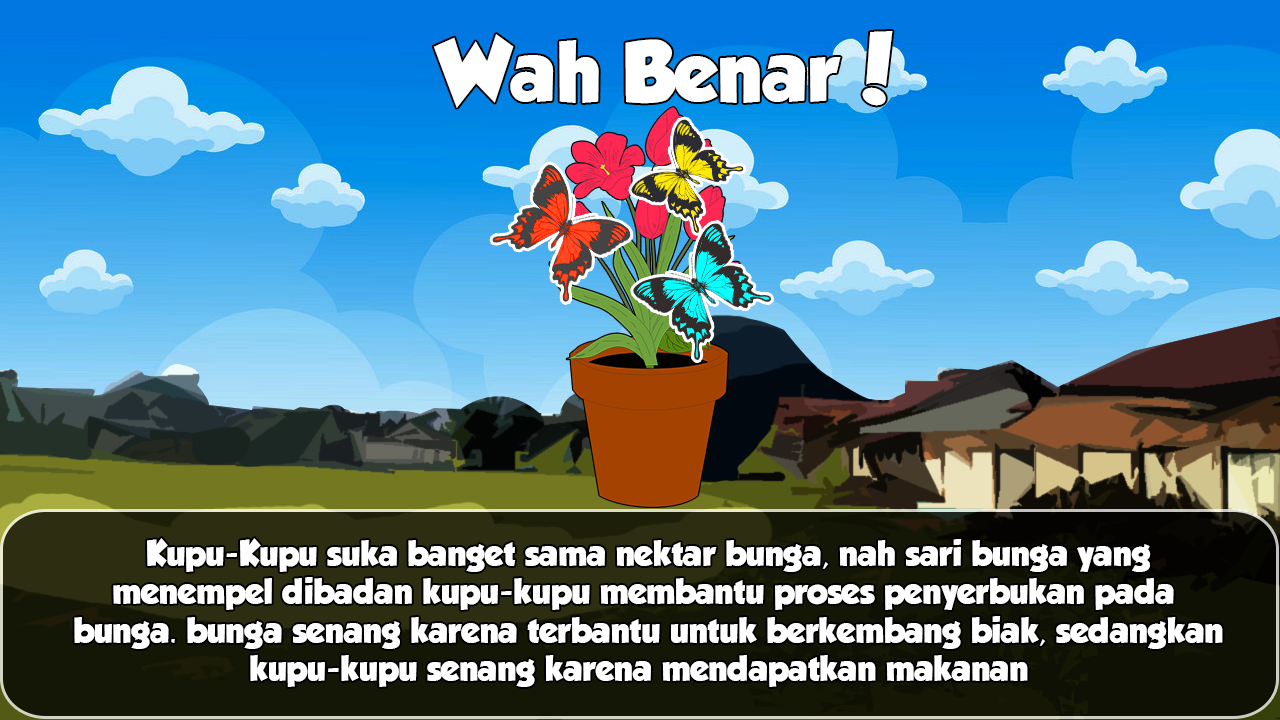 Wah Benar !
Kupu-Kupu suka banget sama nektar bunga, nah sari bunga yang
menempel dibadan kupu-kupu membantu proses penyerbukan pada
bunga. bunga senang karena terbantu untuk berkembang biak, sedangkan
kupu-kupu senang karena mendapatkan makanan